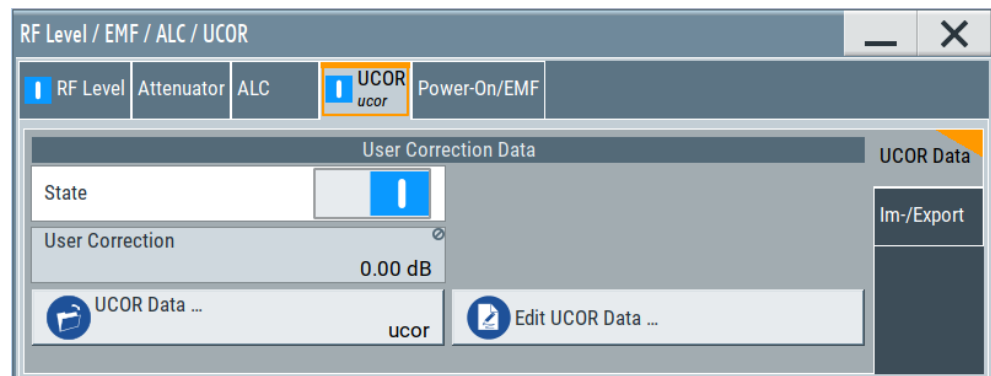 RF Level / EMF / ALC / UCOR
RF Level
Attenuator
ALC
UCOR
ucor
Power-On/EMF
User Correction Data
UCOR Data
State
Im-/Export
User Correction
0.00 dB
UCOR Data ...
ucor
Edit UCOR Data ...